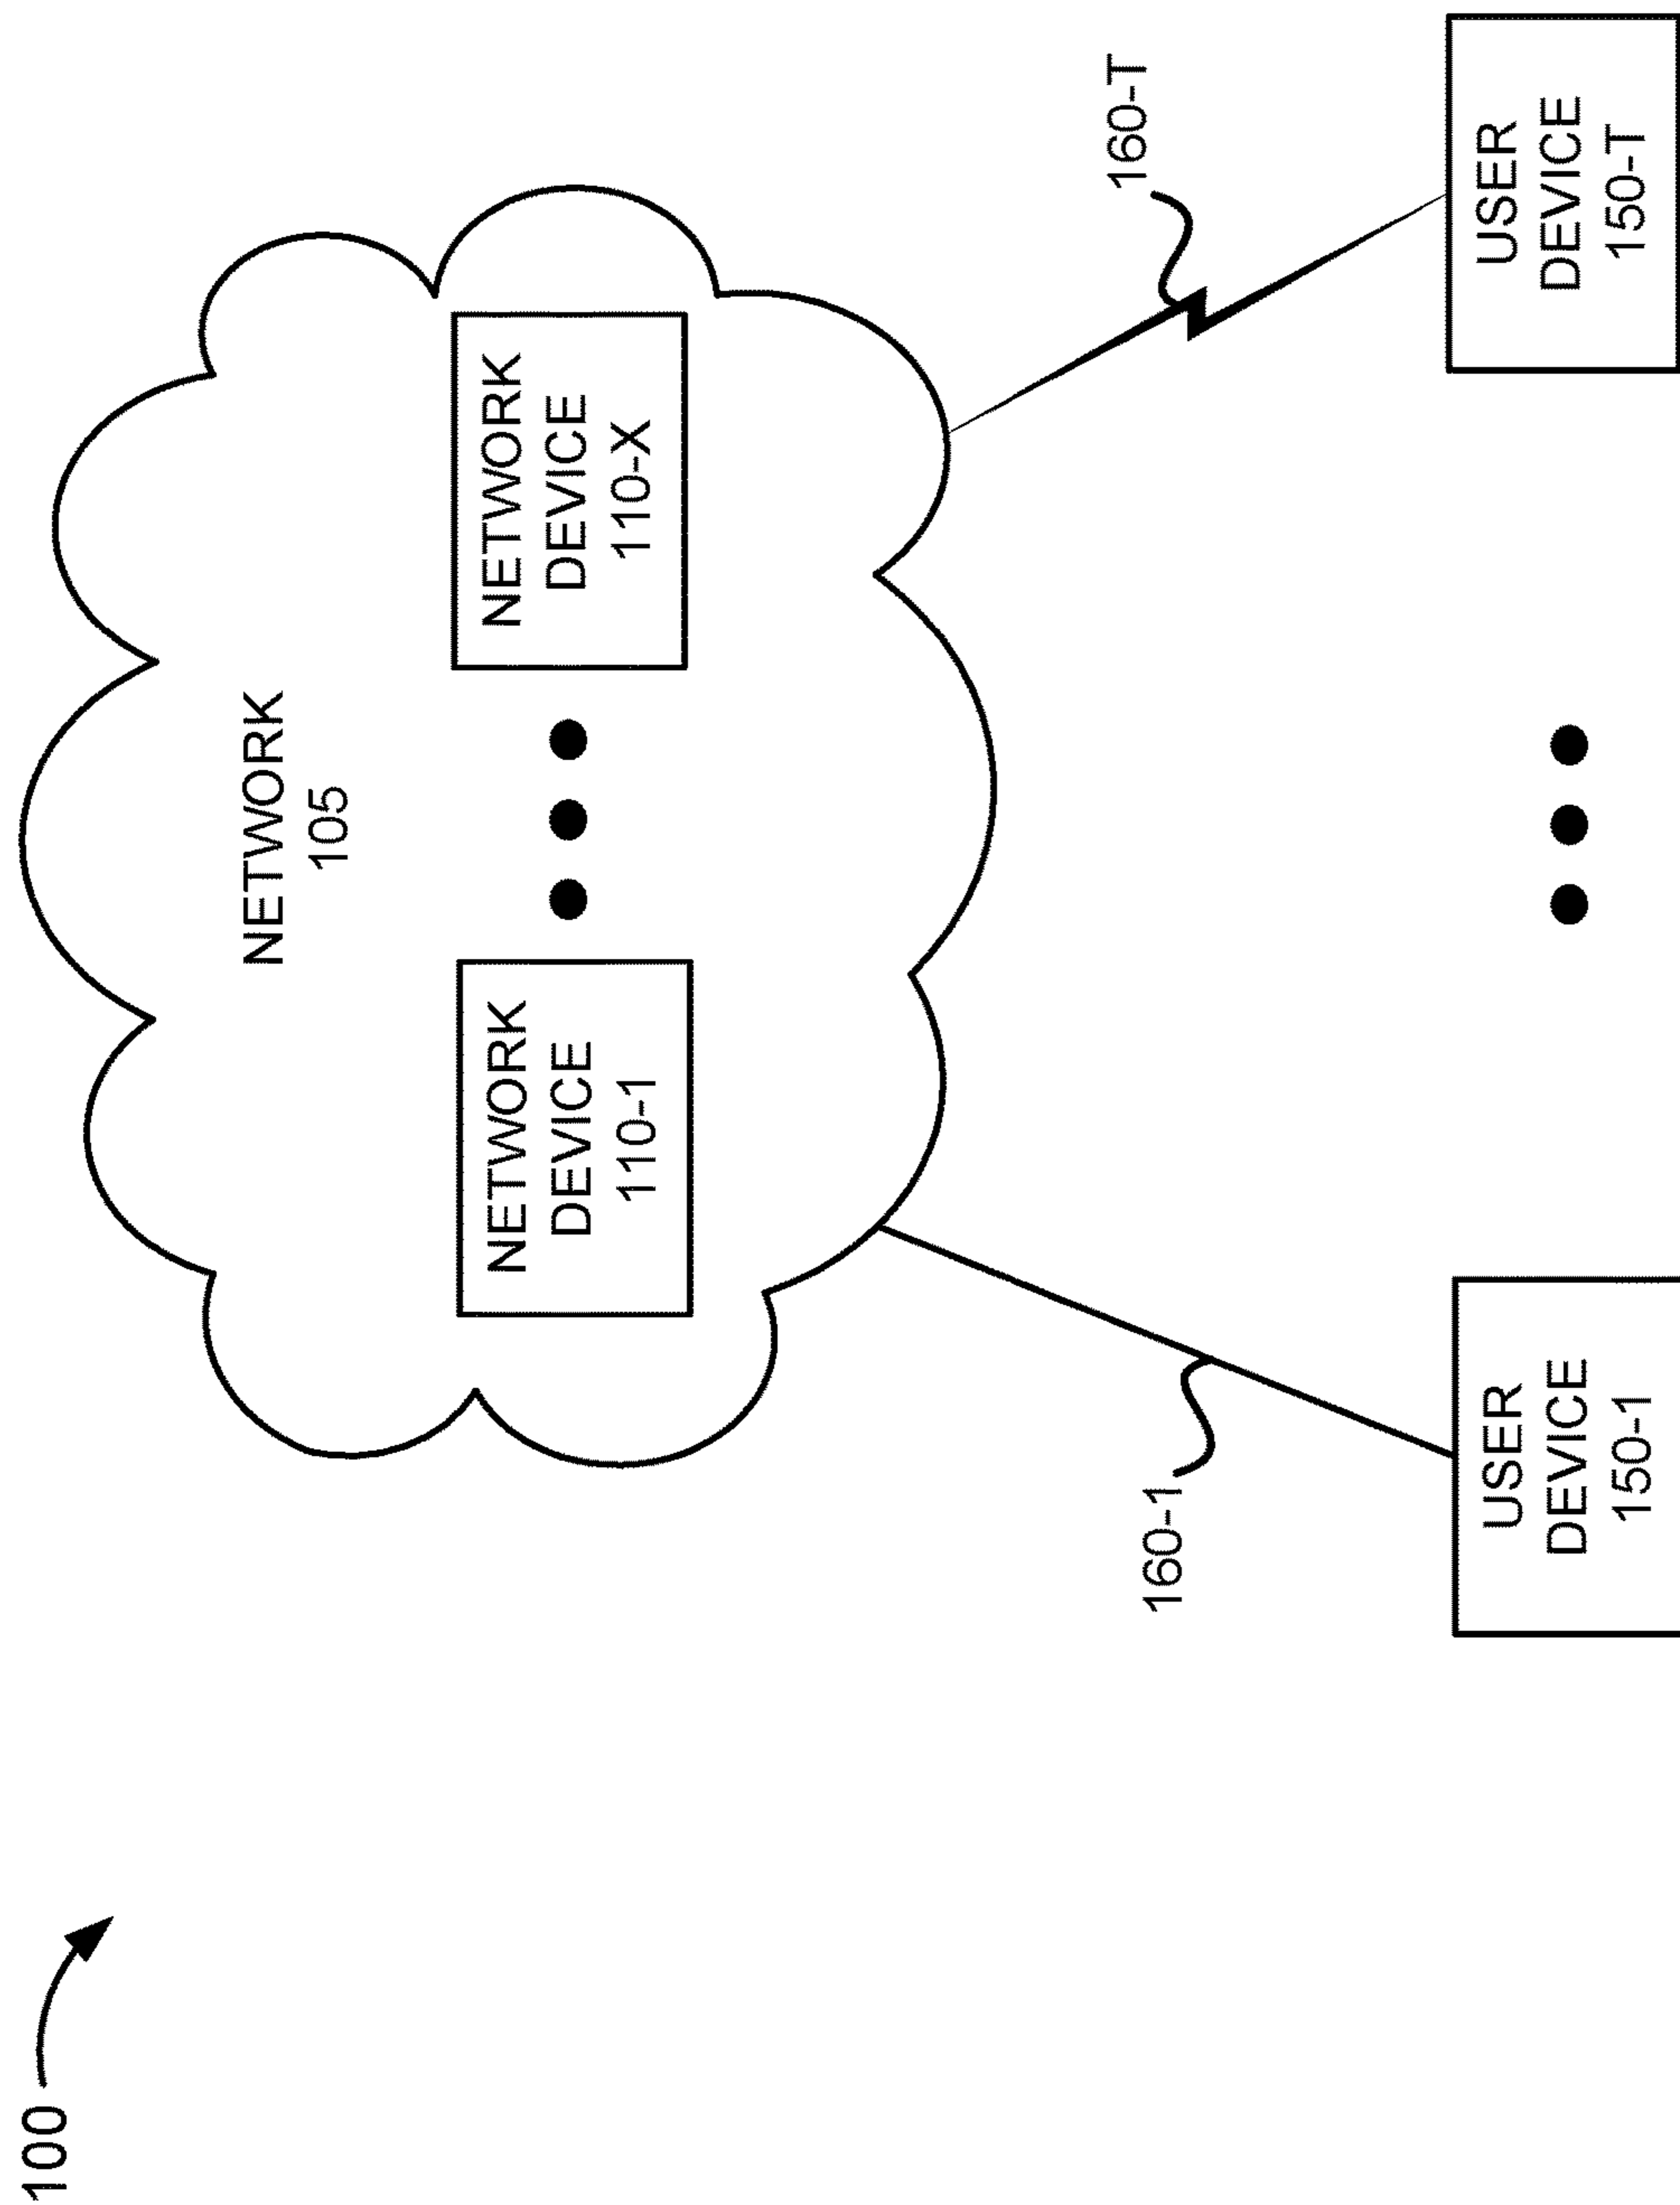 100
NETWORK
105
NETWORK
DEVICE
110-1
NETWORK
DEVICE
110-X
160-1
160-T
USER
DEVICE
150-1
USER
DEVICE
150-T